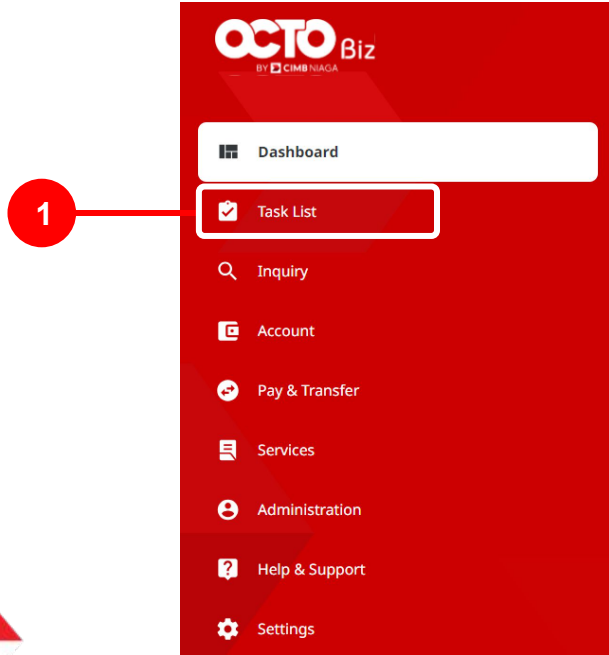 OCTO Biz
BY CIMB NIAGA
Dashboard
1
Task List
Inquiry
Account
Pay & Transfer
Services
Administration
Help & Support
Settings